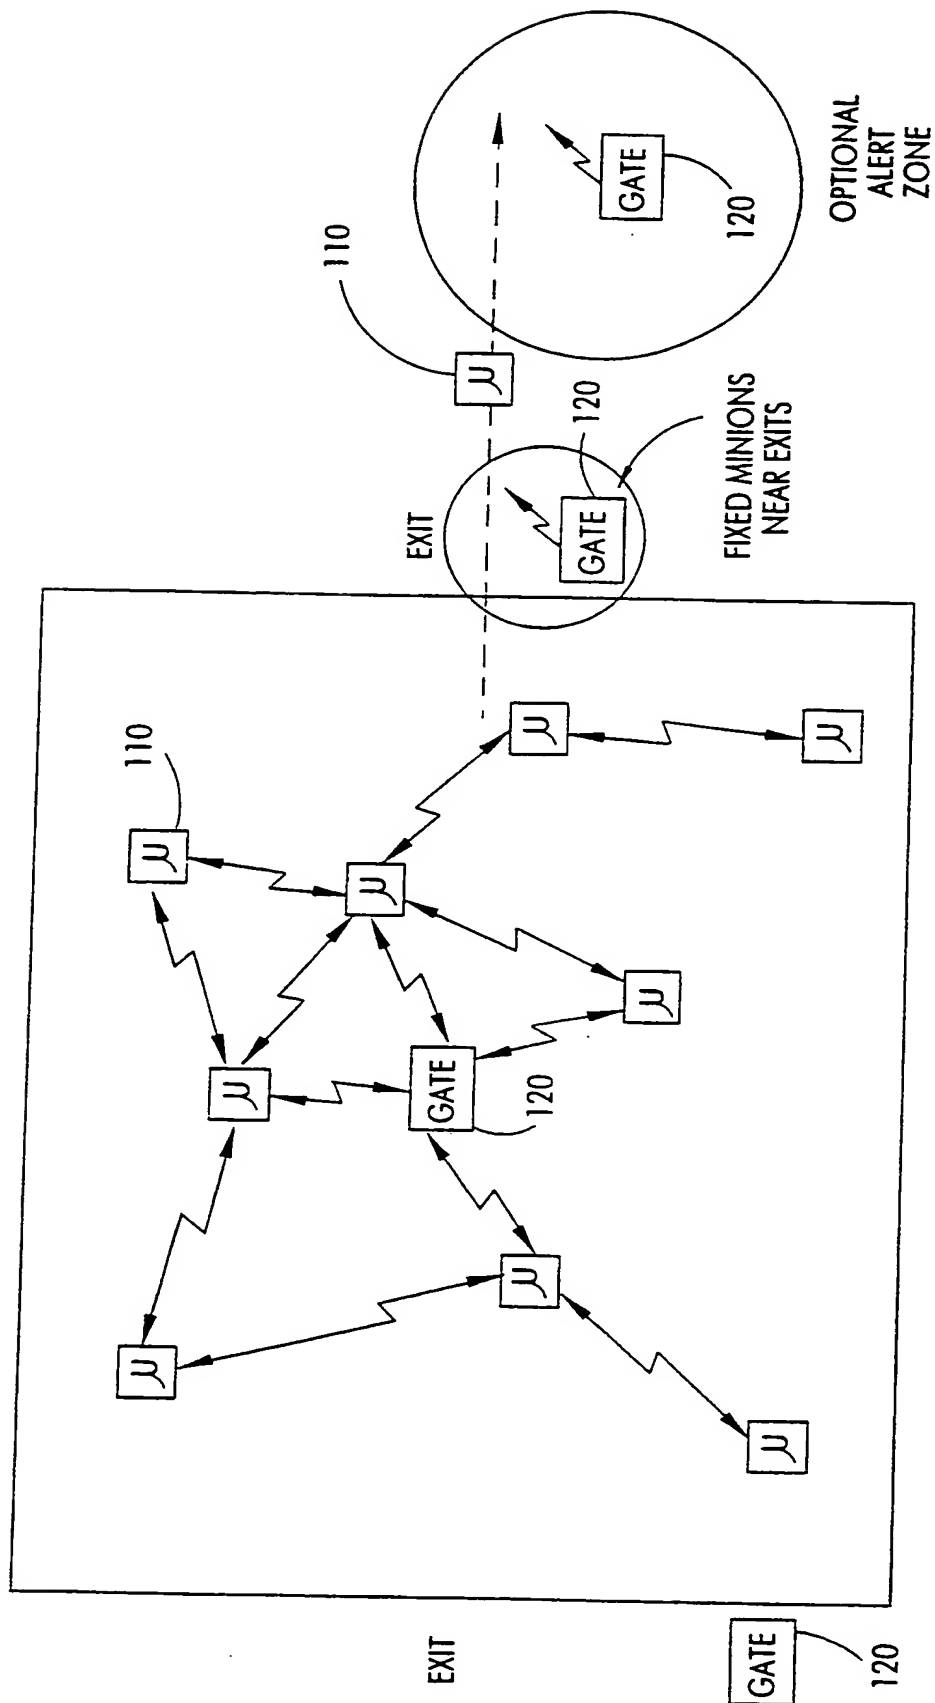 110
µ
µ
µ
110
µ
EXIT
EXIT
GATE
µ
µ
µ
120
120
GATE
GATE
µ
120
FIXED MINIONS
NEAR EXITS
GATE
µ
µ
120
OPTIONAL
ALERT
ZONE
120